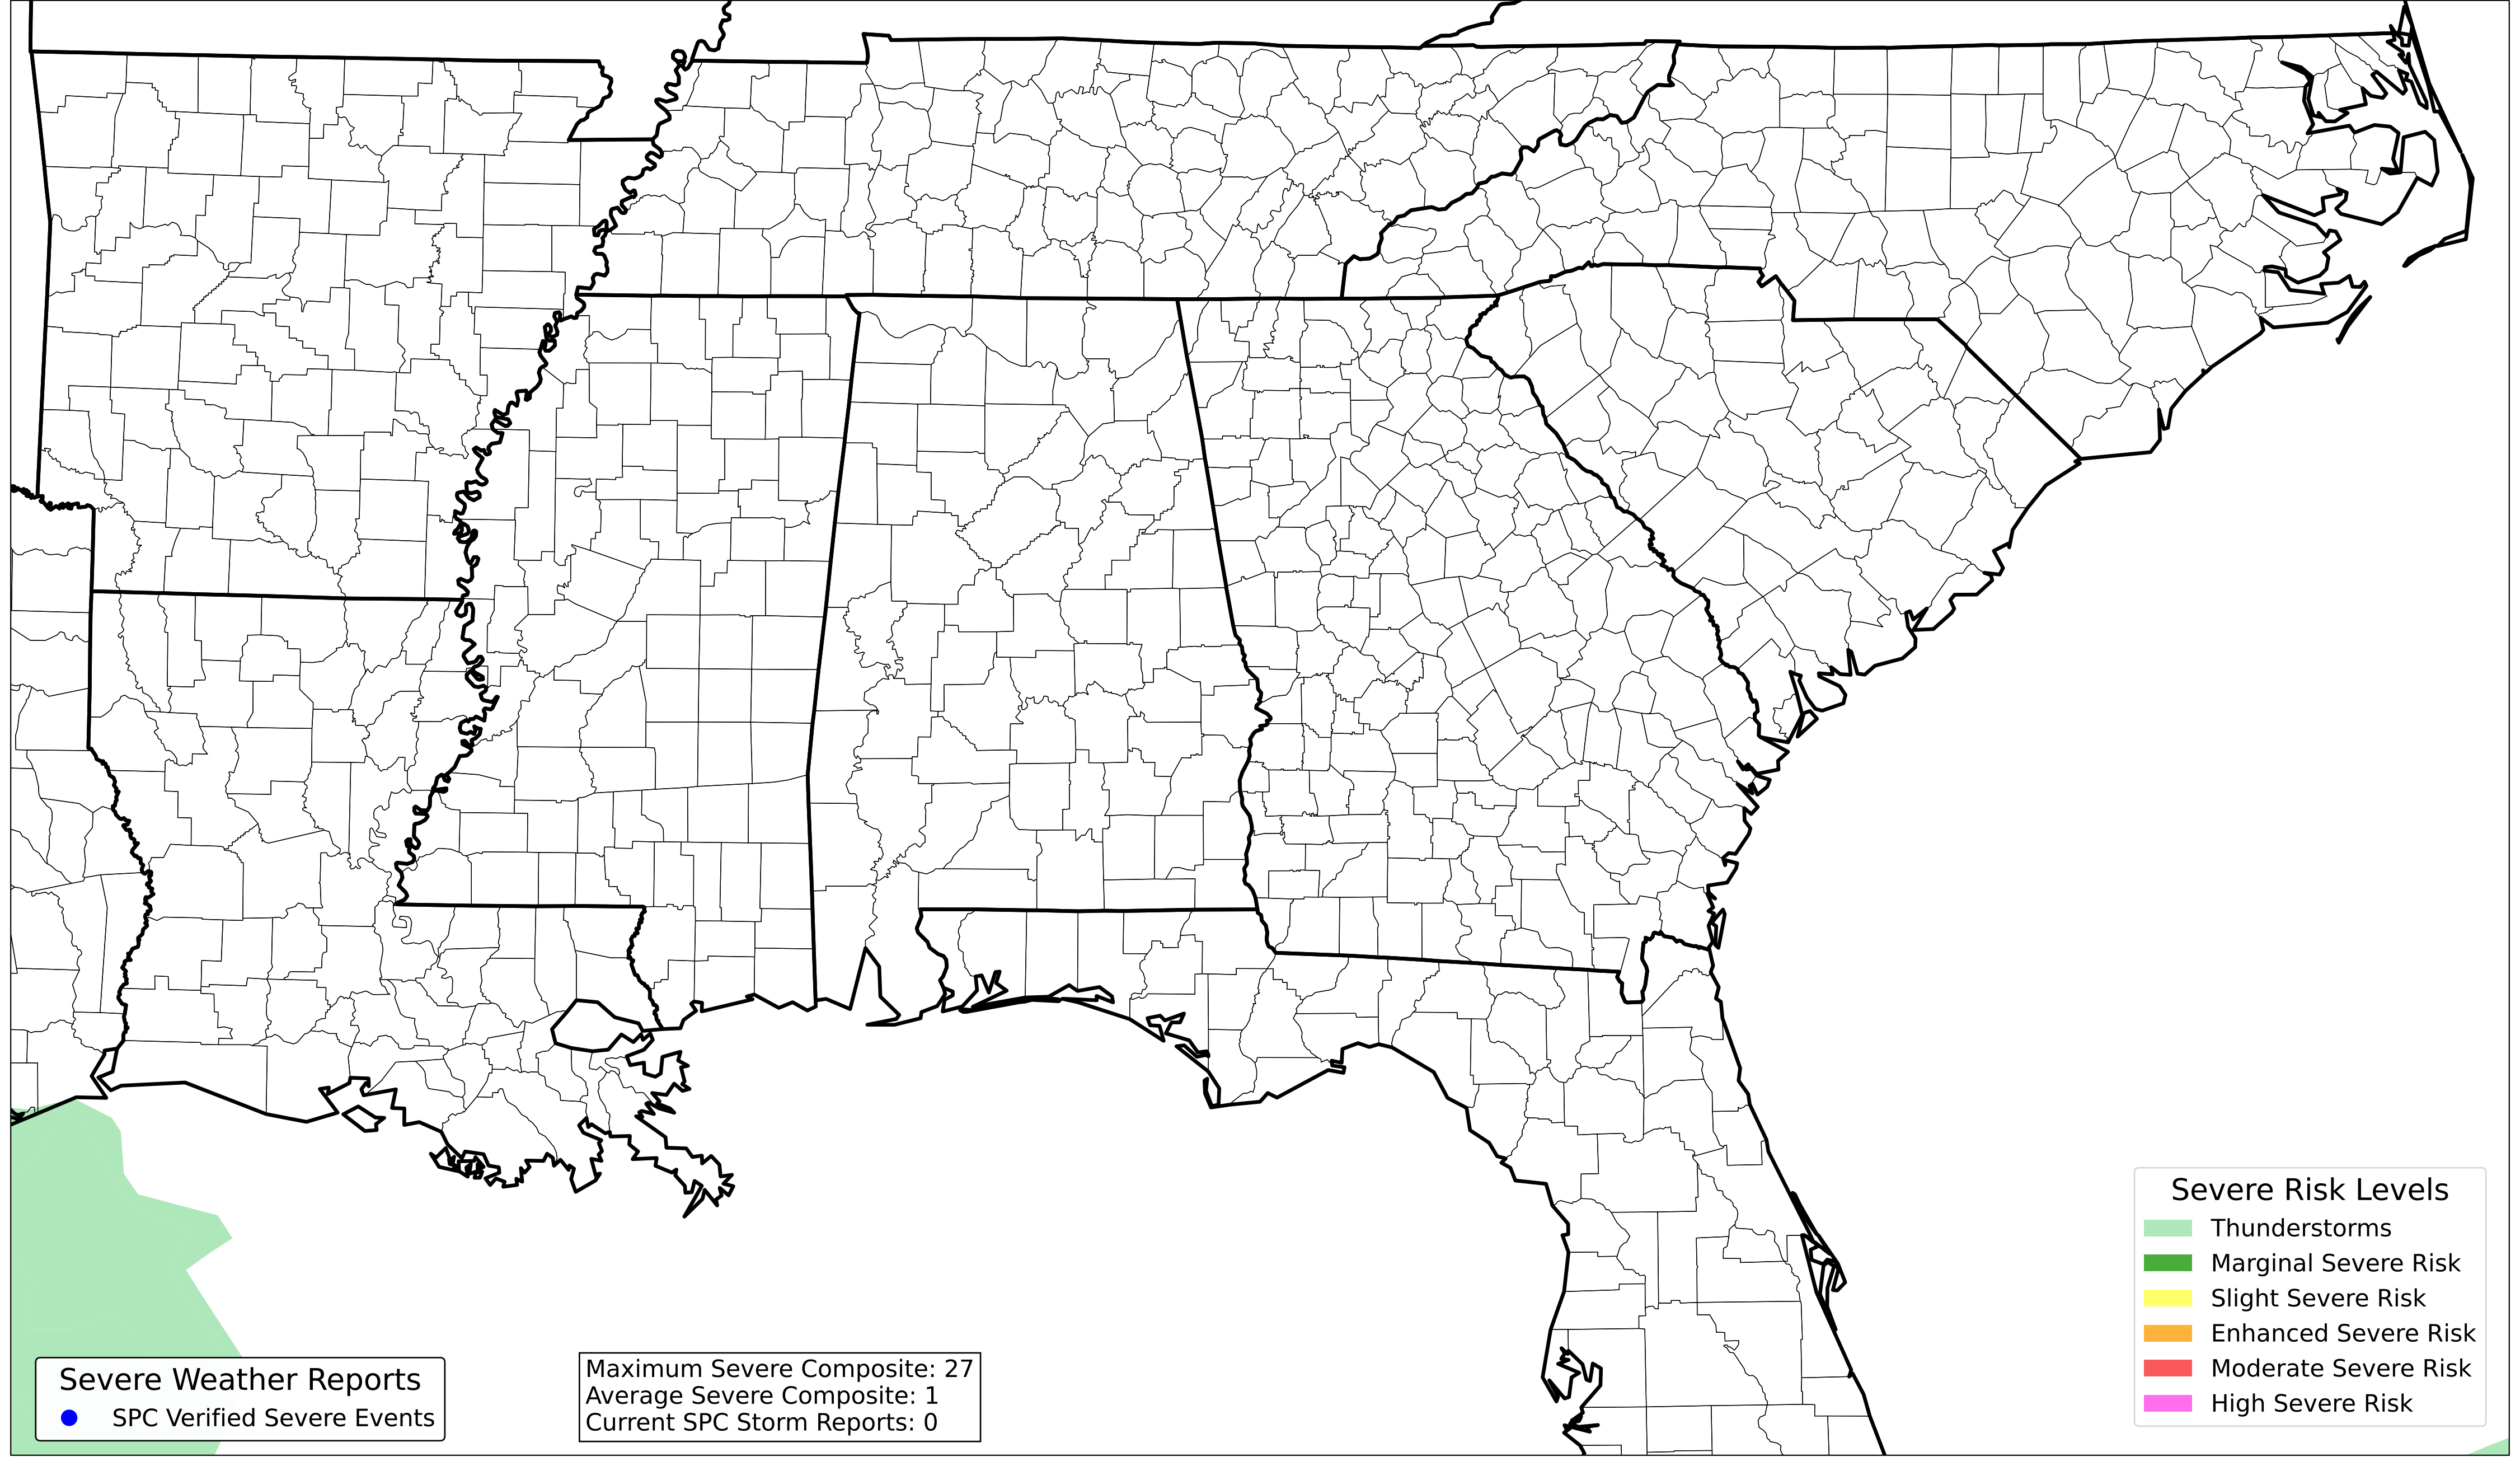 Severe Risk Levels
Thunderstorms
Marginal Severe Risk
Slight Severe Risk
Enhanced Severe Risk
Moderate Severe Risk
High Severe Risk
Severe Weather Reports
SPC Verified Severe Events
Maximum Severe Composite: 27
Average Severe Composite: 1
Current SPC Storm Reports: 0